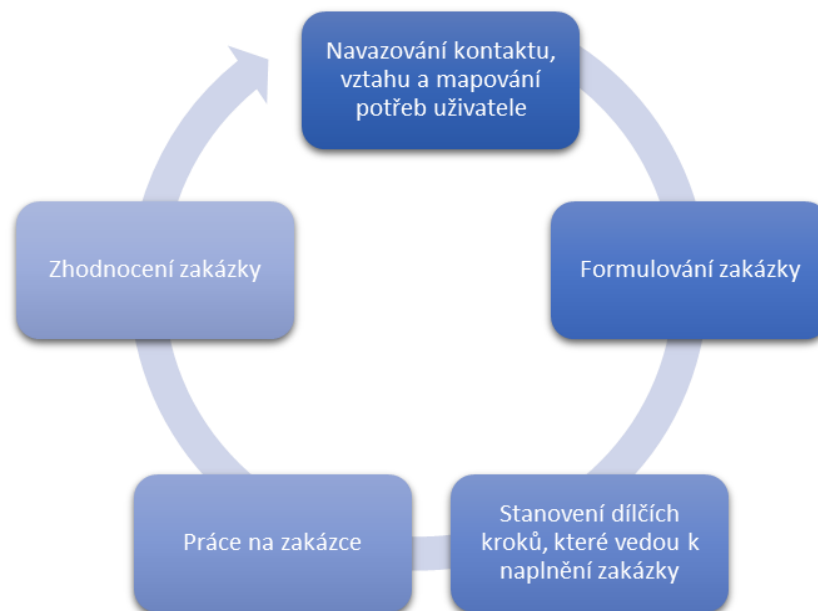 Navazování kontaktu,
vztahu a mapování
potřeb uživatele
Formulování zakázky
Stanovení dílčích
kroků, které vedou k
naplnění zakázky
Práce na zakázce
Zhodnocení zakázky